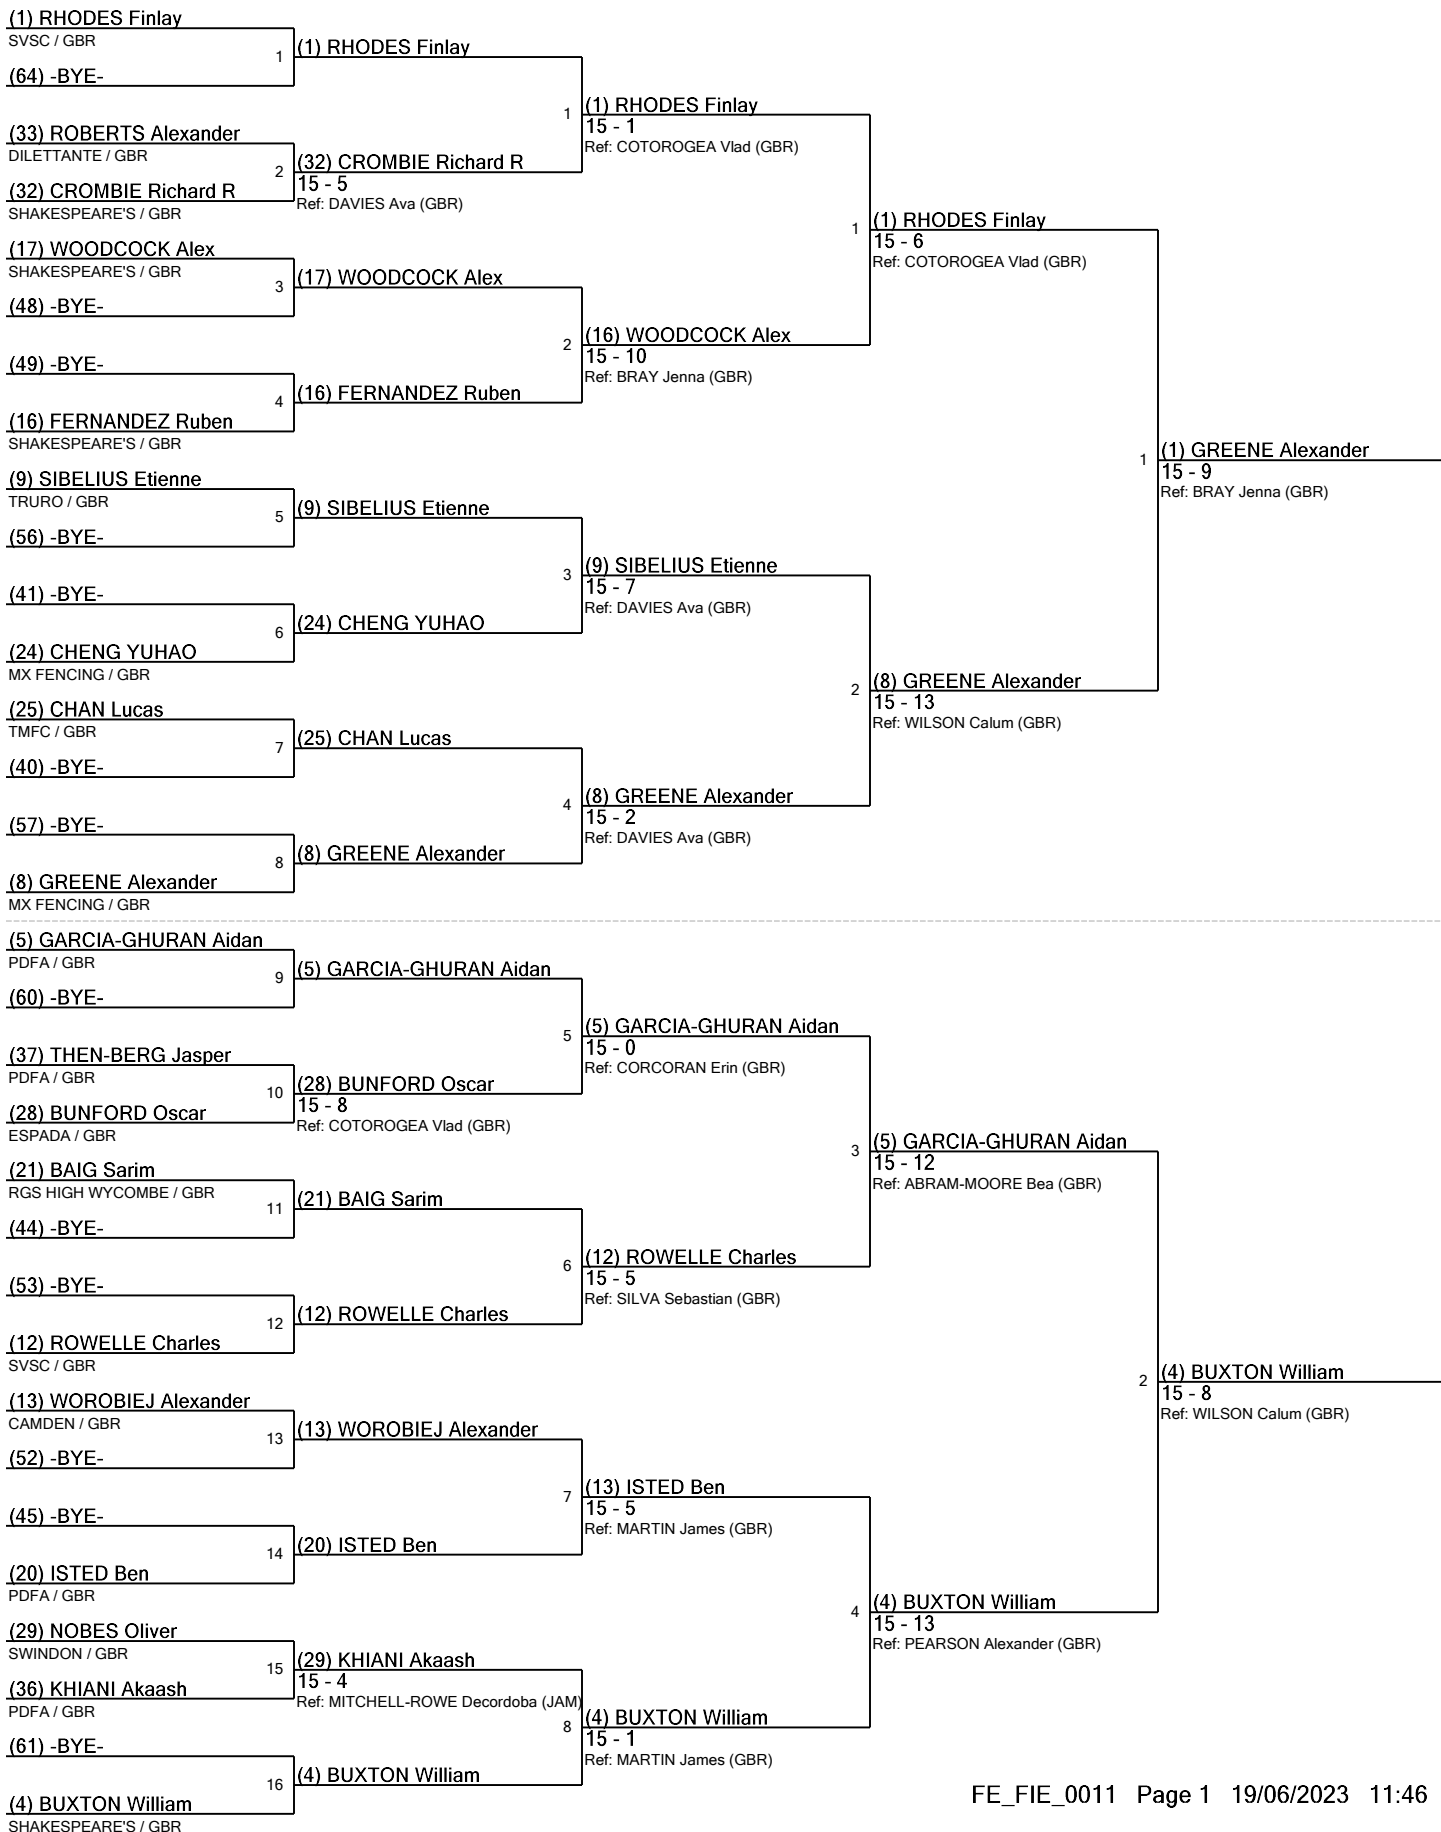 (1) RHODES Finlay
SVSC / GBR
(64) -BYE-
(33) ROBERTS Alexander
DILETTANTE / GBR
(32) CROMBIE Richard R
SHAKESPEARE'S / GBR
(17) WOODCOCK Alex
SHAKESPEARE'S / GBR
(48) -BYE-
(49) -BYE-
(16) FERNANDEZ Ruben
SHAKESPEARE'S / GBR
(9) SIBELIUS Etienne
TRURO / GBR
(56) -BYE-
(41) -BYE-
(24) CHENG YUHAO
MX FENCING / GBR
(25) CHAN Lucas
TMFC / GBR
(40) -BYE-
(57) -BYE-
(8) GREENE Alexander
MX FENCING / GBR
1
(1) RHODES Finlay
2
(32) CROMBIE Richard R
15 - 5
Ref: DAVIES Ava (GBR)
3
(17) WOODCOCK Alex
4
(16) FERNANDEZ Ruben
5
(9) SIBELIUS Etienne
6
(24) CHENG YUHAO
7
(25) CHAN Lucas
8
(8) GREENE Alexander
1
(1) RHODES Finlay
15 - 1
Ref: COTOROGEA Vlad (GBR)
2
(16) WOODCOCK Alex
15 - 10
Ref: BRAY Jenna (GBR)
3
(9) SIBELIUS Etienne
15 - 7
Ref: DAVIES Ava (GBR)
4
(8) GREENE Alexander
15 - 2
Ref: DAVIES Ava (GBR)
1
(1) RHODES Finlay
15 - 6
Ref: COTOROGEA Vlad (GBR)
2
(8) GREENE Alexander
15 - 13
Ref: WILSON Calum (GBR)
1
(1) GREENE Alexander
15 - 9
Ref: BRAY Jenna (GBR)
(5) GARCIA-GHURAN Aidan
PDFA / GBR
(60) -BYE-
(37) THEN-BERG Jasper
PDFA / GBR
(28) BUNFORD Oscar
ESPADA / GBR
(21) BAIG Sarim
RGS HIGH WYCOMBE / GBR
(44) -BYE-
(53) -BYE-
(12) ROWELLE Charles
SVSC / GBR
(13) WOROBIEJ Alexander
CAMDEN / GBR
(52) -BYE-
(45) -BYE-
(20) ISTED Ben
PDFA / GBR
(29) NOBES Oliver
SWINDON / GBR
(36) KHIANI Akaash
PDFA / GBR
(61) -BYE-
(4) BUXTON William
SHAKESPEARE'S / GBR
9
(5) GARCIA-GHURAN Aidan
10
(28) BUNFORD Oscar
15 - 8
Ref: COTOROGEA Vlad (GBR)
11
(21) BAIG Sarim
12
(12) ROWELLE Charles
13
(13) WOROBIEJ Alexander
14
(20) ISTED Ben
15
(29) KHIANI Akaash
15 - 4
Ref: MITCHELL-ROWE Decordoba (JAM)
16
(4) BUXTON William
5
(5) GARCIA-GHURAN Aidan
15 - 0
Ref: CORCORAN Erin (GBR)
6
(12) ROWELLE Charles
15 - 5
Ref: SILVA Sebastian (GBR)
7
(13) ISTED Ben
15 - 5
Ref: MARTIN James (GBR)
8
(4) BUXTON William
15 - 1
Ref: MARTIN James (GBR)
3
(5) GARCIA-GHURAN Aidan
15 - 12
Ref: ABRAM-MOORE Bea (GBR)
4
(4) BUXTON William
15 - 13
Ref: PEARSON Alexander (GBR)
2
(4) BUXTON William
15 - 8
Ref: WILSON Calum (GBR)
FE_FIE_0011 Page 1 19/06/2023 11:46